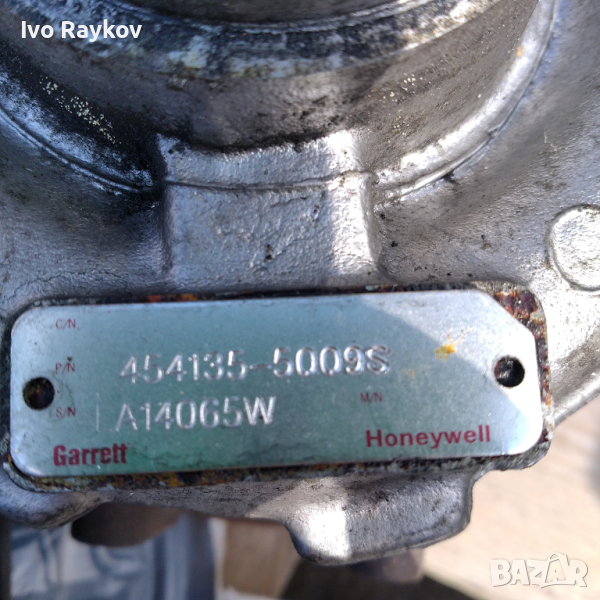 Ivo Raykov
C/N
P/N 454135-5009S
S/N A14065W M/N
Garrett Honeywell
BAZAR